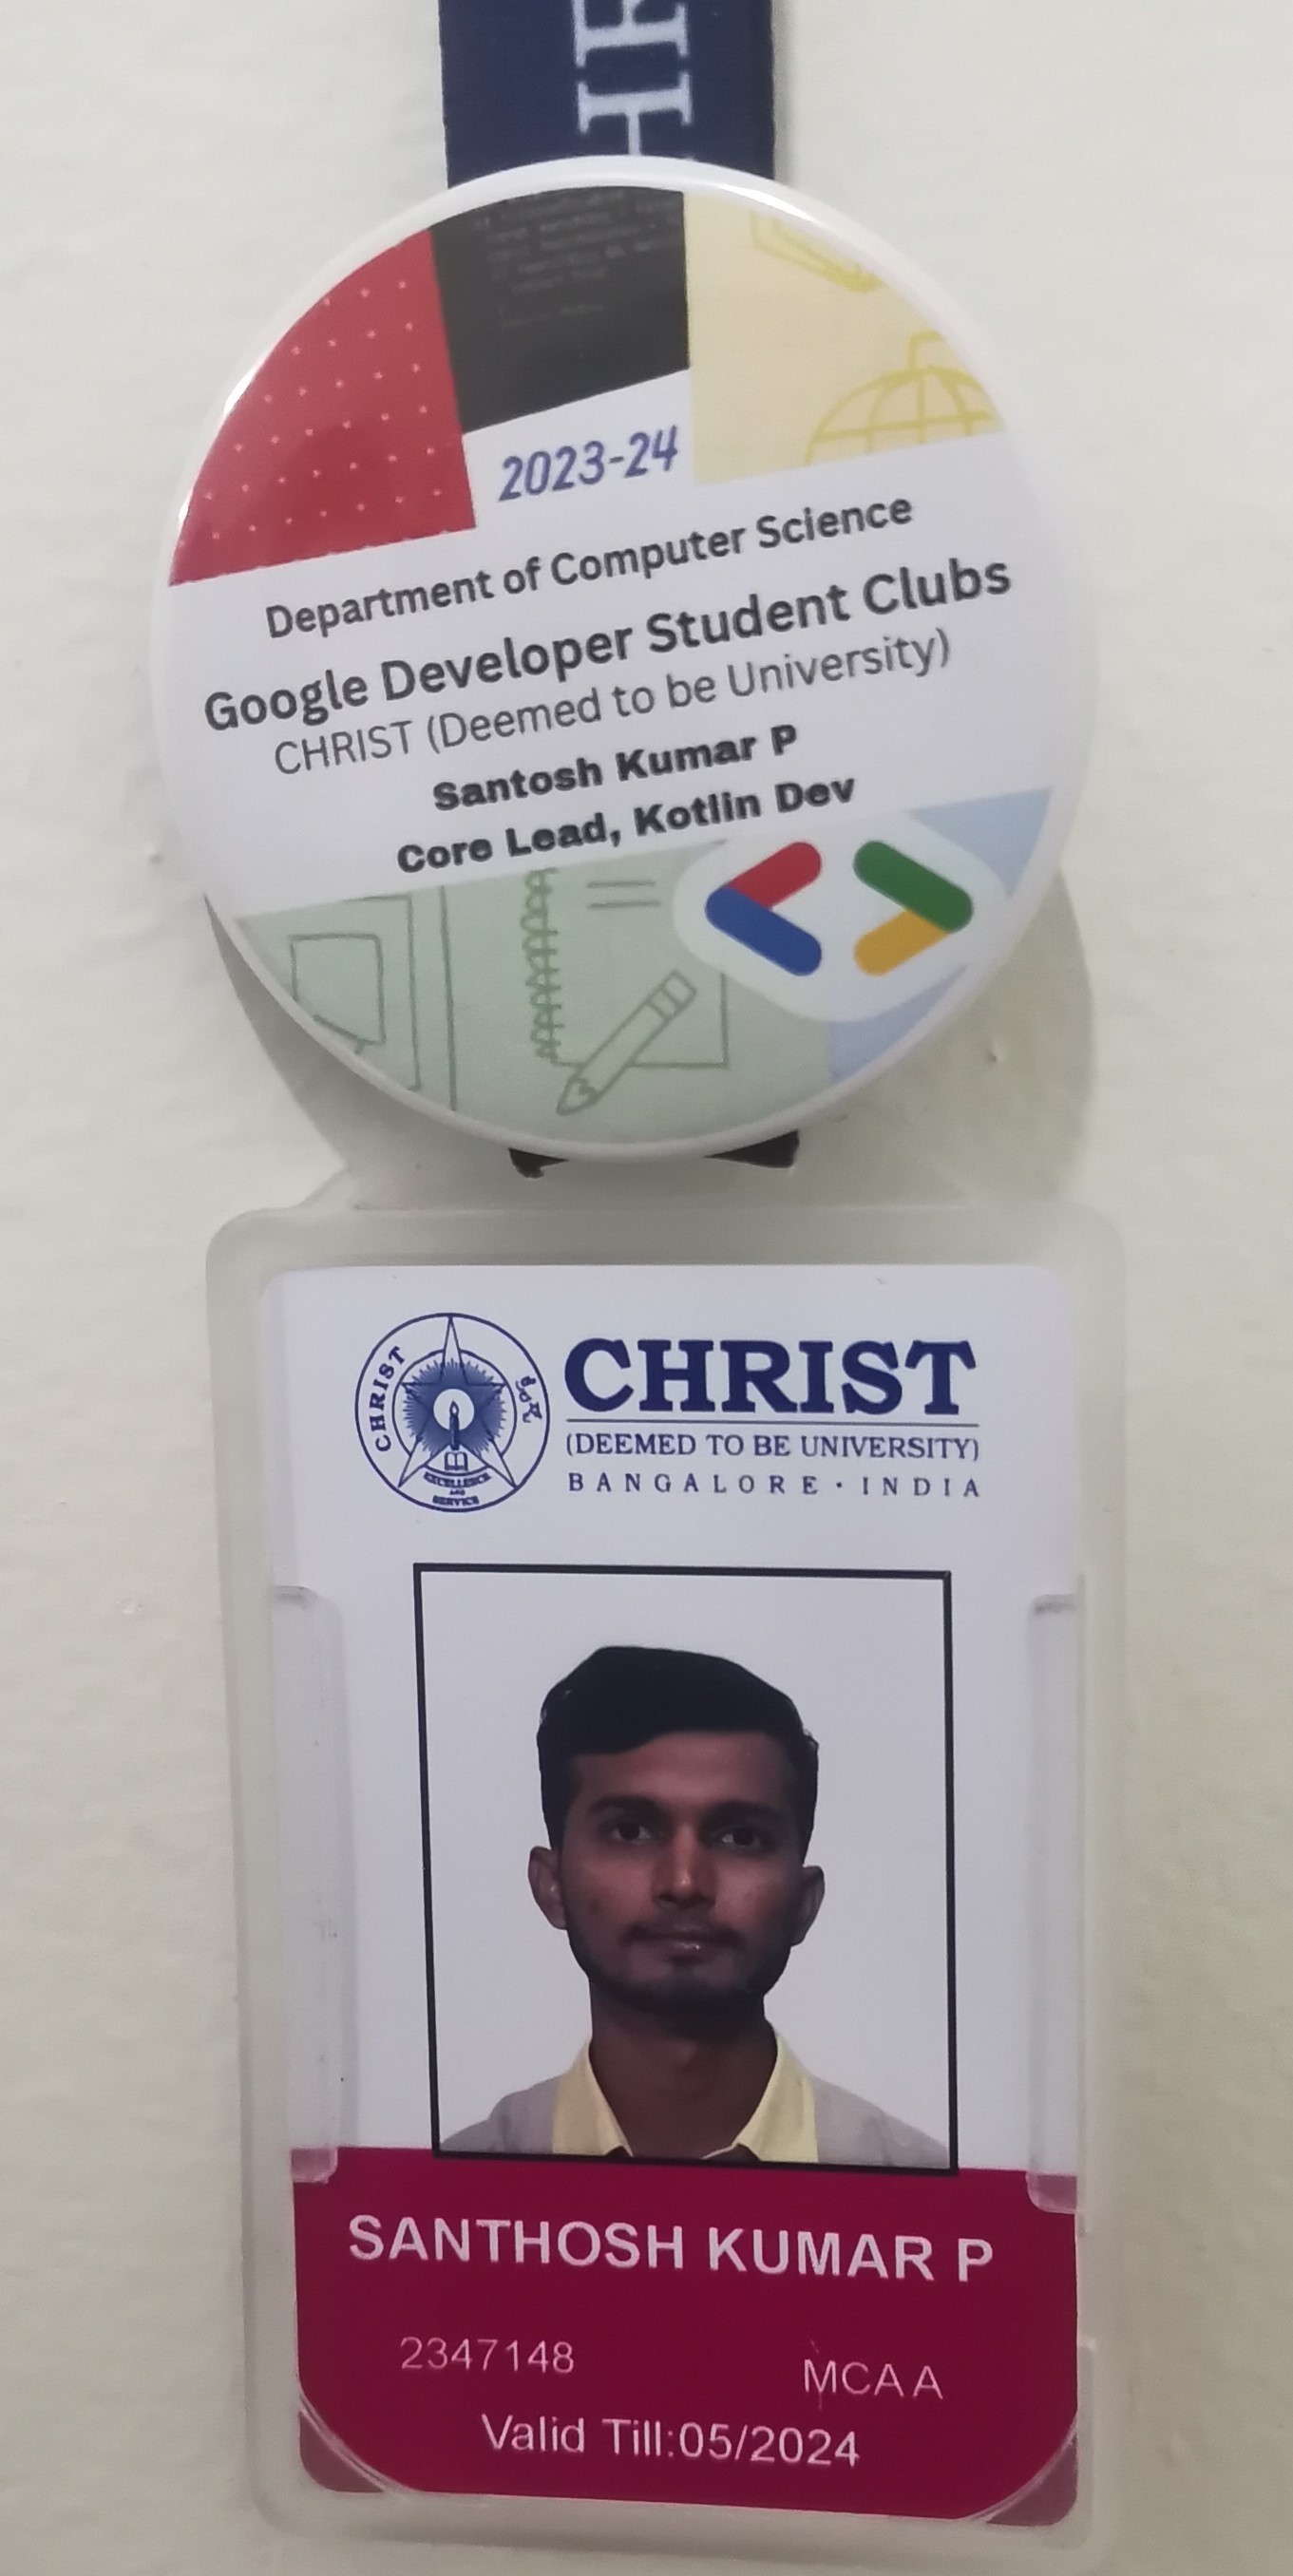 2023-24
Department of Computer Science
Google Developer Student Clubs
CHRIST (Deemed to be University)
Santosh Kumar P
Core Lead, Kotlin Dev
CHRIST
EXCELLENCE
AND
SERVICE
CHRIST
(DEEMED TO BE UNIVERSITY)
BANGALORE · INDIA
SANTHOSH KUMAR P
2347148 MCA A
Valid Till:05/2024